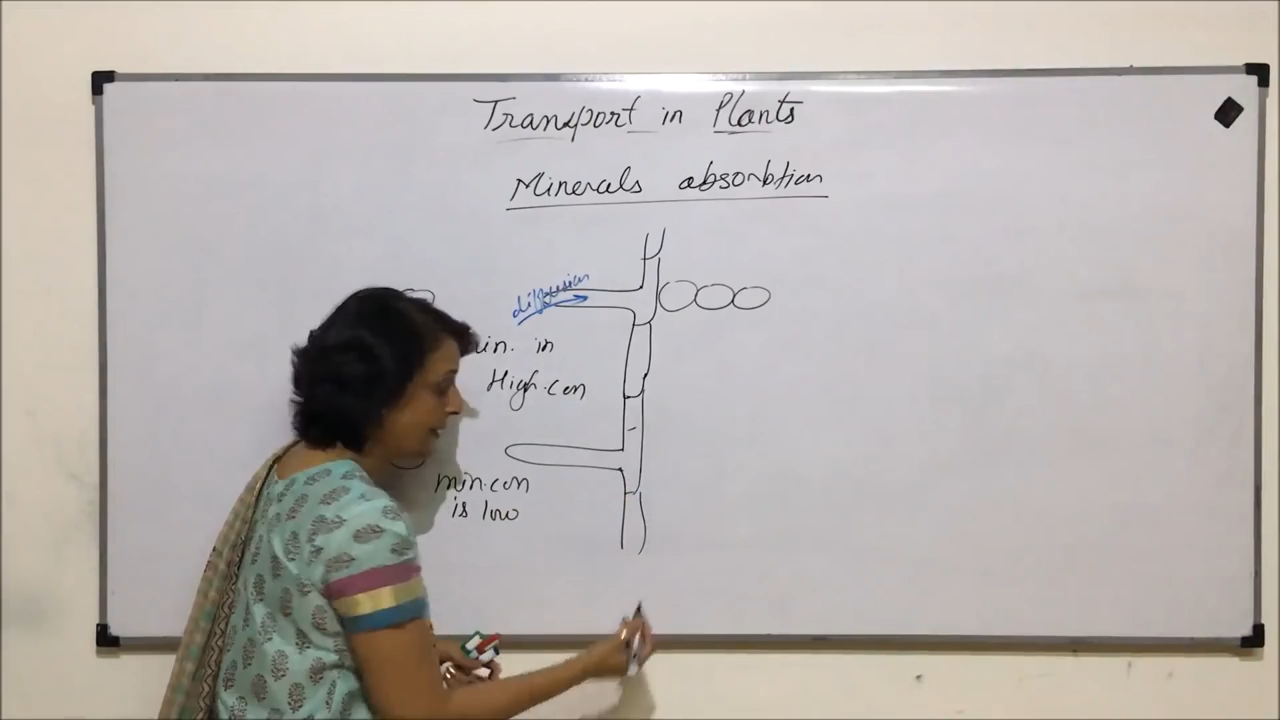 Transport in Plants
Minerals absorbtion
diffusion
in. in
High.con
min.con
is low